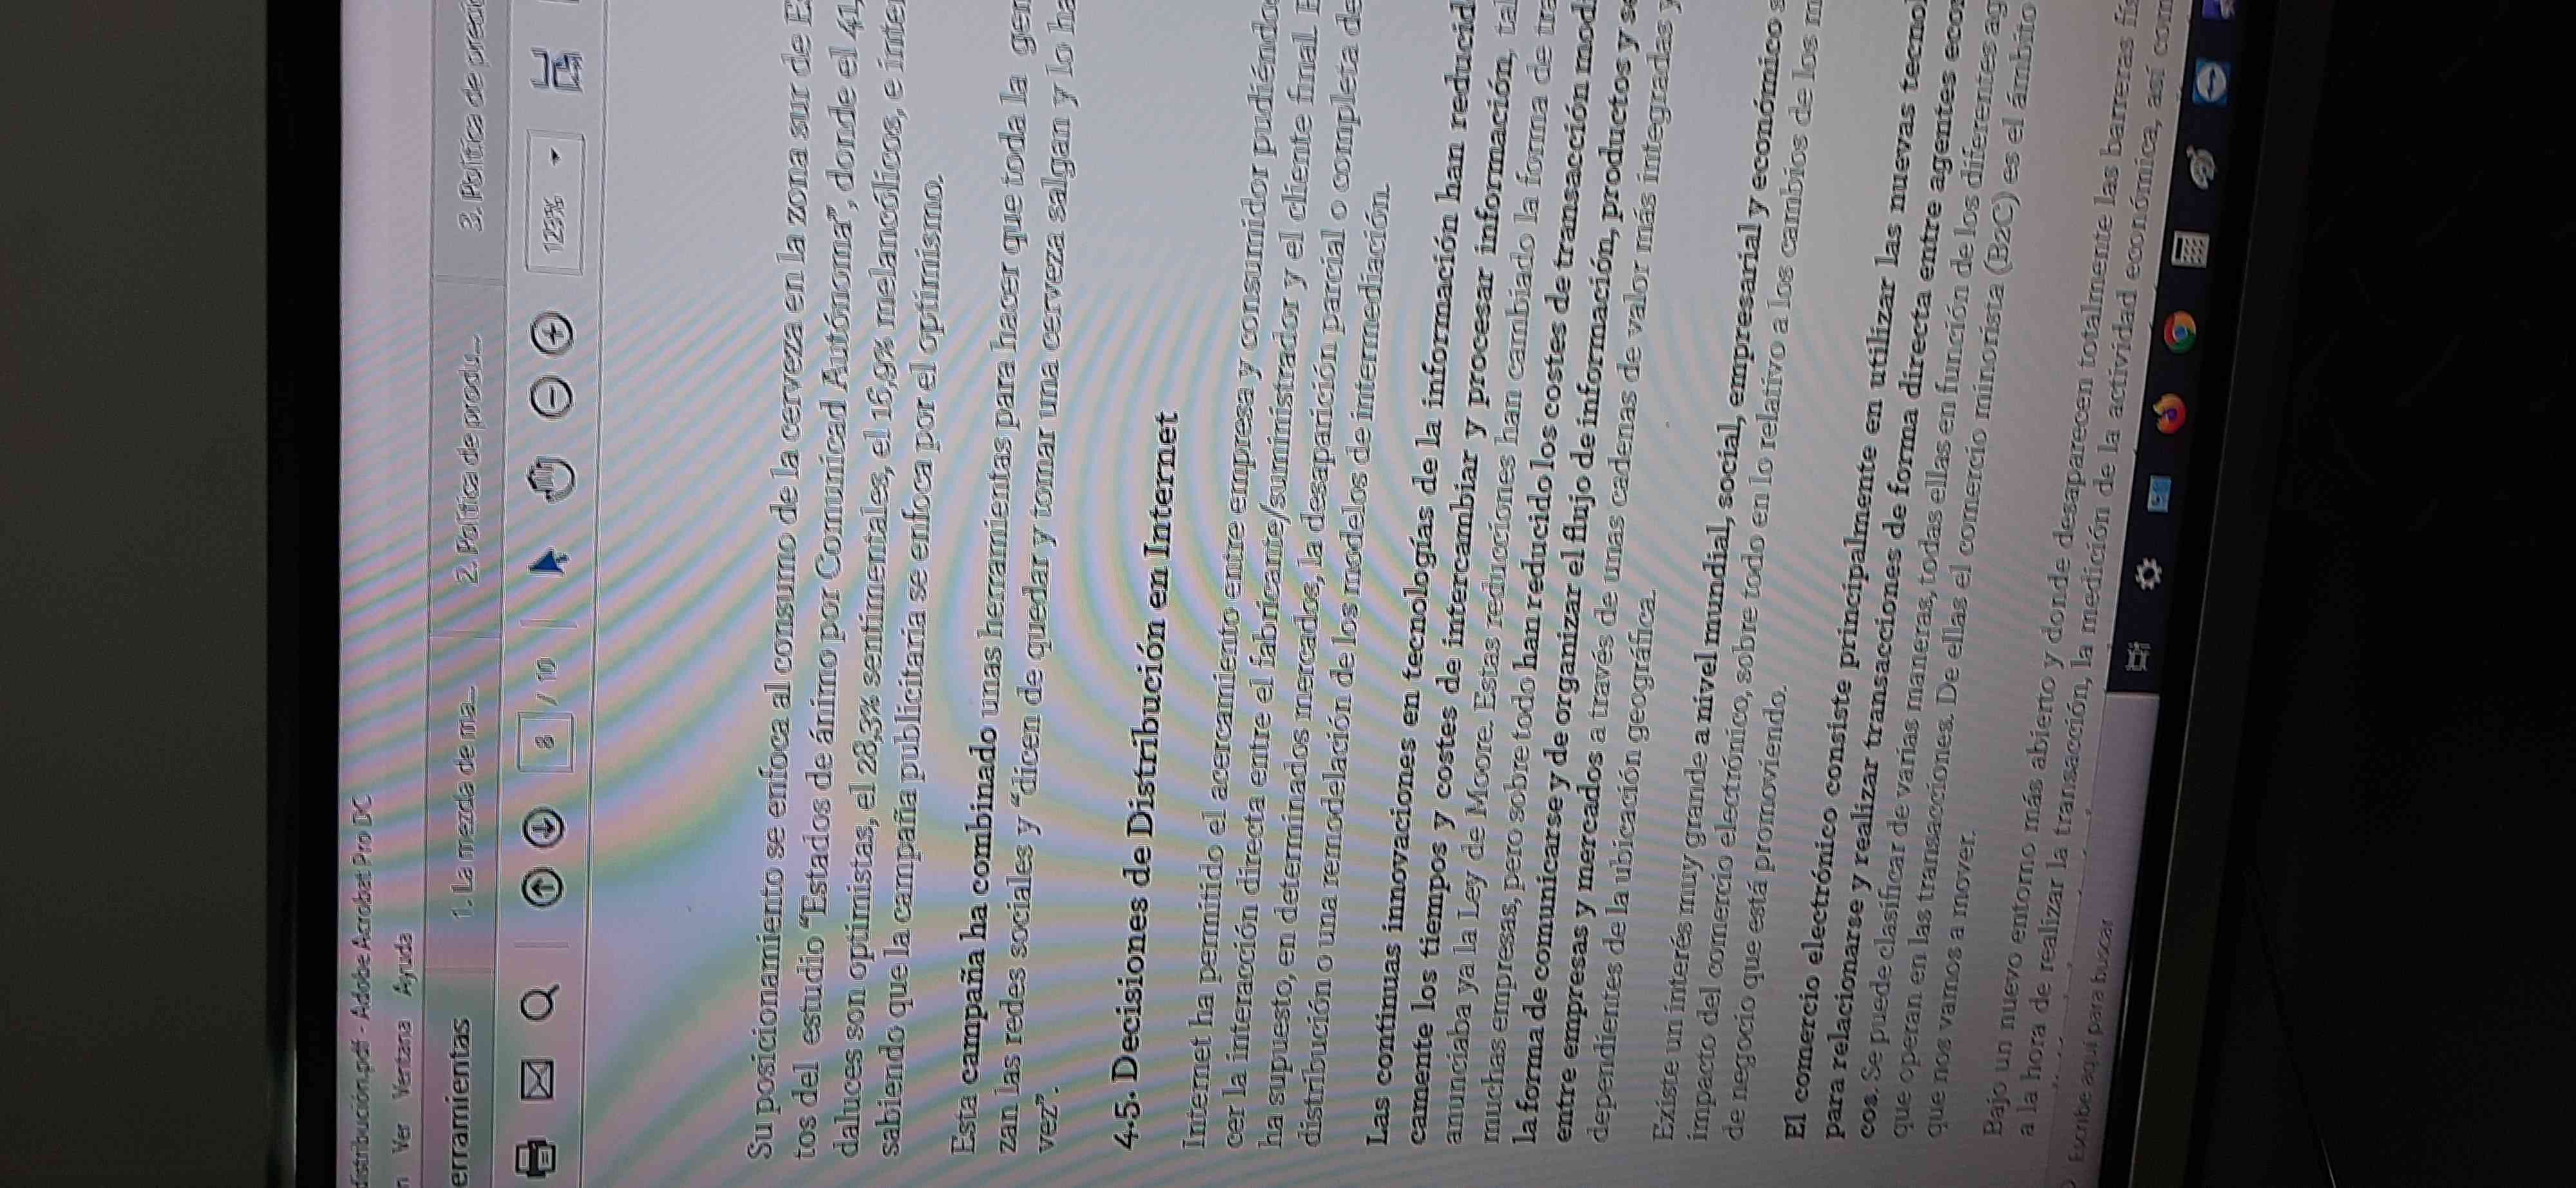 distribución.pdf - Adobe Acrobat Pro DC
n Ver Ventana Ayuda
erramientas 1. La mezcla de ma... 2. Política de produ... 3. Política de preci
8 / 10 123%
Su posicionamiento se enfoca al consumo de la cerveza en la zona sur de E
tos del estudio “Estados de ánimo por Comunicad Autónoma”, donde el 41,
daluces son optimistas, el 28,3% sentimentales, el 16,9% melancólicos, e inter
sabiendo que la campaña publicitaria se enfoca por el optimismo.
Esta campaña ha combinado unas herramientas para hacer que toda la gen
zan las redes sociales y “dicen de quedar y tomar una cerveza salgan y lo ha
vez”.
4.5. Decisiones de Distribución en Internet
Internet ha permitido el acercamiento entre empresa y consumidor pudiéndo
cer la interacción directa entre el fabricante/suministrador y el cliente final. E
ha supuesto, en determinados mercados, la desaparición parcial o completa de
distribución o una remodelación de los modelos de intermediación.
Las continuas innovaciones en tecnologías de la información han reducid
camente los tiempos y costes de intercambiar y procesar información, tal
anunciaba ya la Ley de Moore. Estas reducciones han cambiado la forma de tra
muchas empresas, pero sobre todo han reducido los costes de transacción modi
la forma de comunicarse y de organizar el flujo de información, productos y se
entre empresas y mercados a través de unas cadenas de valor más integradas y
dependientes de la ubicación geográfica.
Existe un interés muy grande a nivel mundial, social, empresarial y económico s
impacto del comercio electrónico, sobre todo en lo relativo a los cambios de los m
de negocio que está promoviendo.
El comercio electrónico consiste principalmente en utilizar las nuevas tecnol
para relacionarse y realizar transacciones de forma directa entre agentes econ
cos. Se puede clasificar de varias maneras, todas ellas en función de los diferentes ag
que operan en las transacciones. De ellas el comercio minorista (B2C) es el ámbito
que nos vamos a mover.
Bajo un nuevo entorno más abierto y donde desaparecen totalmente las barreras fís
a la hora de realizar la transacción, la medición de la actividad económica, así com
Escribe aquí para buscar